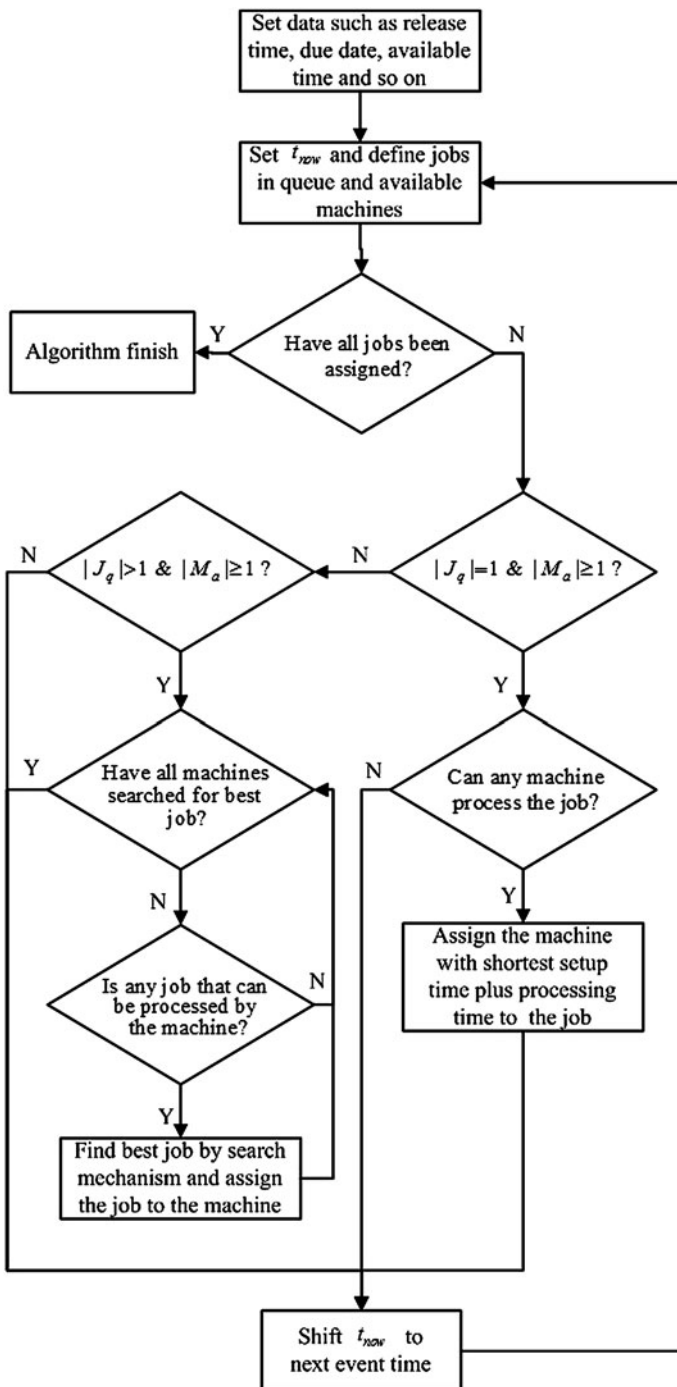 Set data such as release
time, due date, available
time and so on
Set t_now and define jobs
in queue and available
machines
Y
N
Algorithm finish
Have all jobs been
assigned?
N
N
|J_q|>1 & |M_a|≥1 ?
|J_q|=1 & |M_a|≥1 ?
Y
Y
Y
Have all machines
searched for best
job?
N
Can any machine
process the job?
N
Y
Is any job that can
be processed by
the machine?
N
Assign the machine
with shortest setup
time plus processing
time to the job
Y
Find best job by search
mechanism and assign
the job to the machine
Shift t_now to
next event time